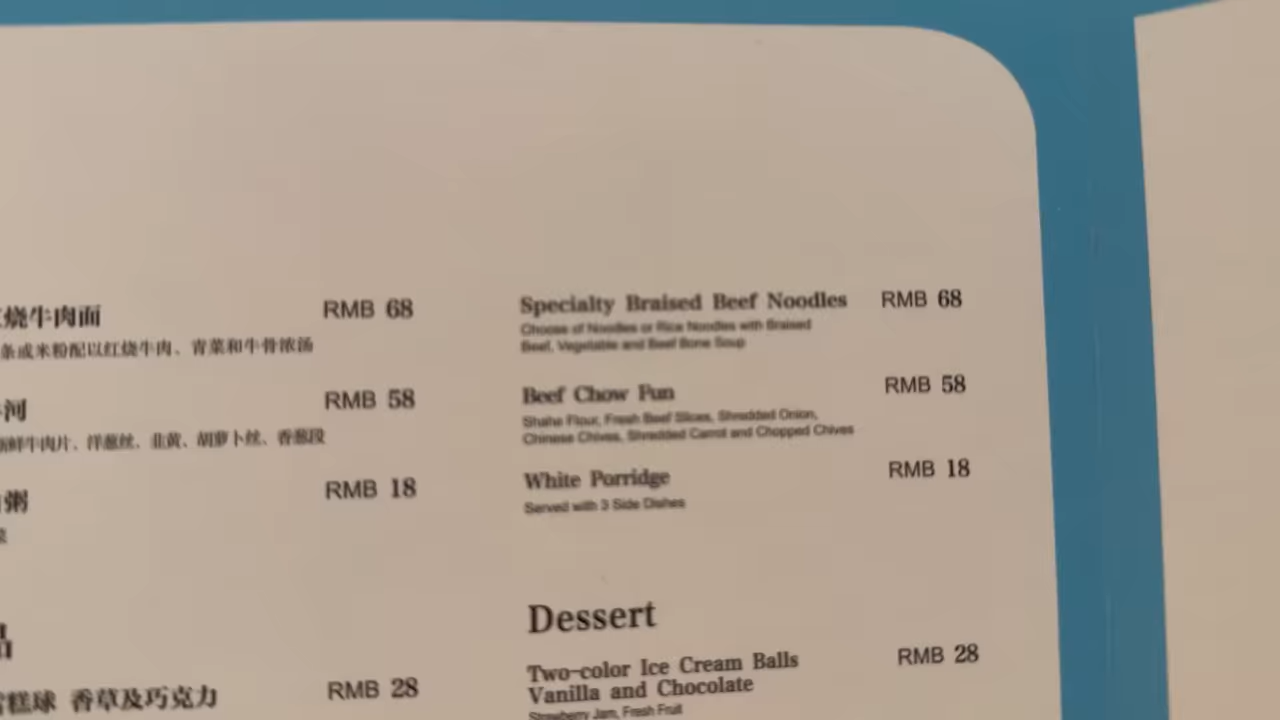 烧牛肉面 RMB 68
条或米粉配以红烧牛肉、青菜和牛骨浓汤
河 RMB 58
鲜牛肉片、洋葱丝、韭黄、胡萝卜丝、香葱段
粥 RMB 18
品
糕球 香草及巧克力 RMB 28
Specialty Braised Beef Noodles RMB 68
Choose of Noodles or Rice Noodles with Braised
Beef, Vegetable and Beef Bone Soup
Beef Chow Fun RMB 58
Shahe Flour, Fresh Beef Slices, Shredded Onion,
Chinese Chives, Shredded Carrot and Chopped Chives
White Porridge RMB 18
Served with 3 Side Dishes
Dessert
Two-color Ice Cream Balls RMB 28
Vanilla and Chocolate
Strawberry Jam, Fresh Fruit